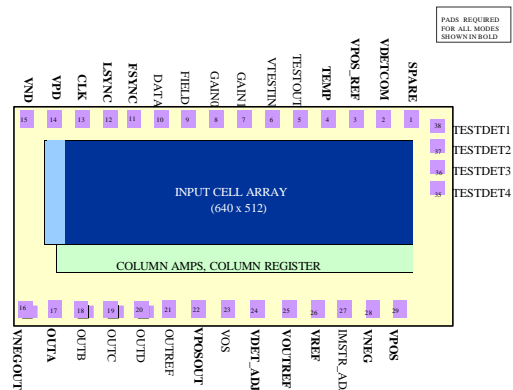 PADS REQUIRED
FOR ALL MODES
SHOWN IN BOLD
VND
VPD
CLK
LSYNC
FSYNC
DATA
FIELD
GAIN0
GAIN1
VTESTIN
TESTOUT
TEMP
VPOS_REF
VDETCOM
SPARE
15 14 13 12 11 10 9 8 7 6 5 4 3 2 1
38 TESTDET1
37 TESTDET2
36 TESTDET3
35 TESTDET4
INPUT CELL ARRAY
(640 x 512)
COLUMN AMPS, COLUMN REGISTER
16 17 18 19 20 21 22 23 24 25 26 27 28 29
VNEGOUT
OUTA
OUTB
OUTC
OUTD
OUTREF
VPOSOUT
VOS
VDET_ADJ
VOUTREF
VREF
IMSTR_AD
VNEG
VPOS